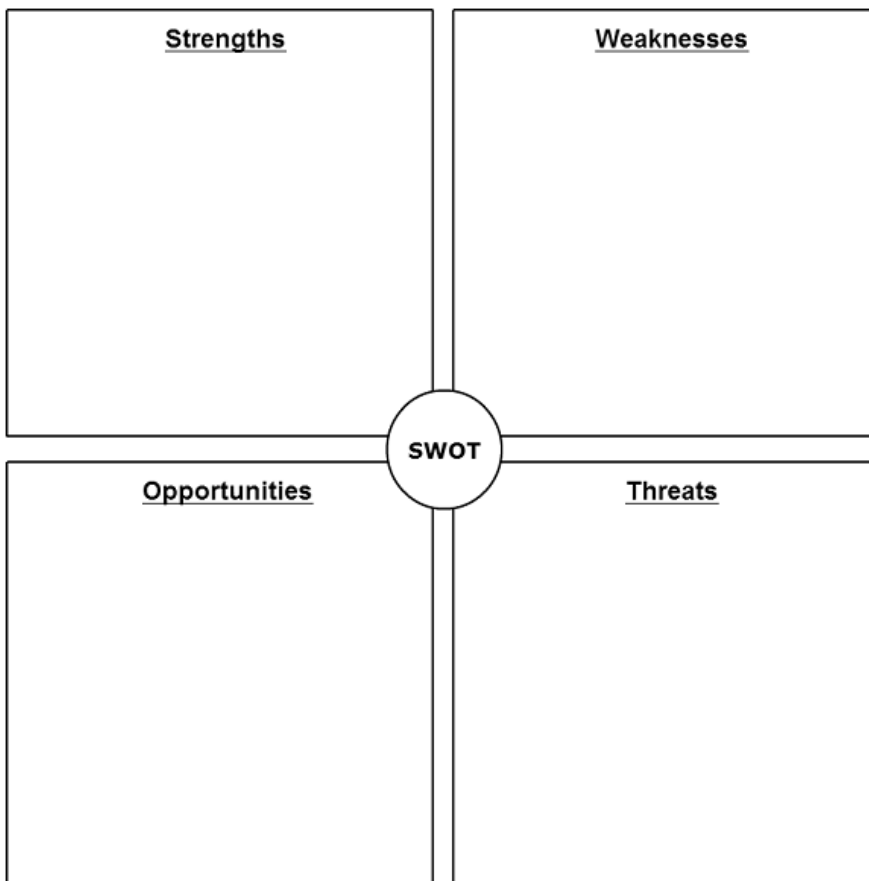 Strengths
Weaknesses
SWOT
Opportunities
Threats